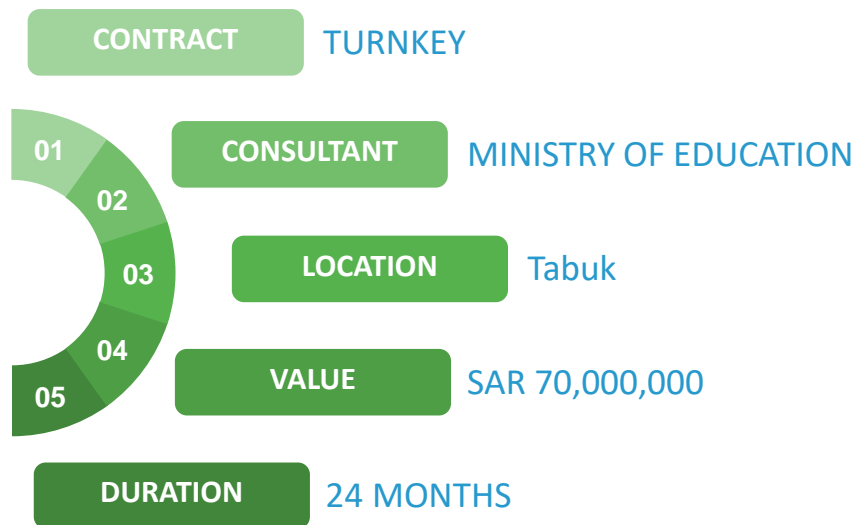 CONTRACT TURNKEY
01
CONSULTANT MINISTRY OF EDUCATION
02
LOCATION Tabuk
03
04
VALUE SAR 70,000,000
05
DURATION 24 MONTHS